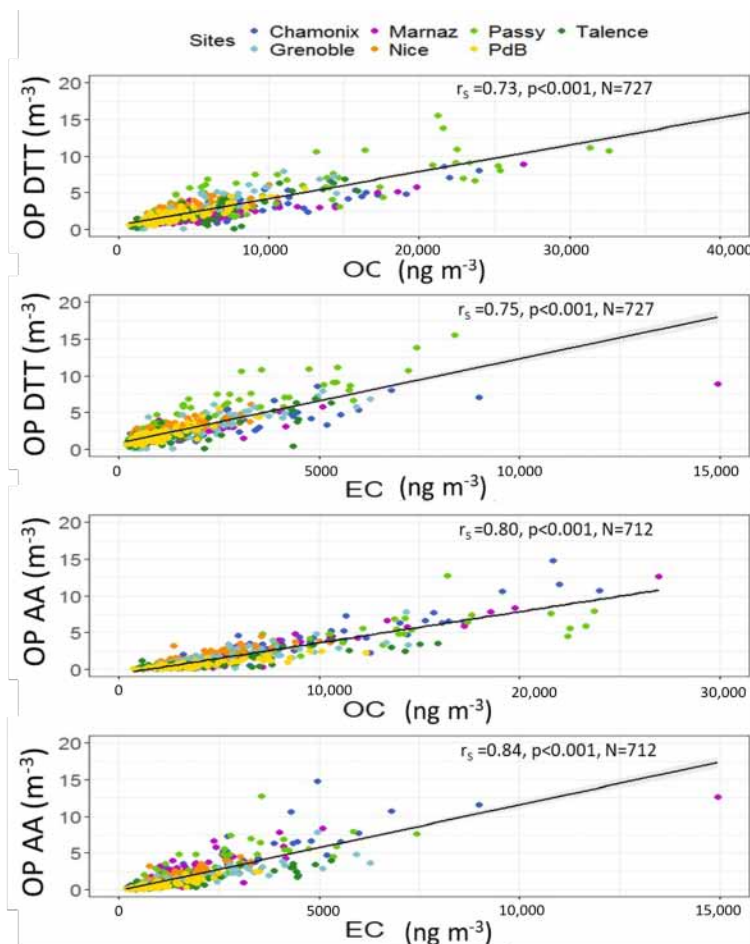 Sites Chamonix Marnaz Passy Talence
Grenoble Nice PdB
20
15
10
5
0
OP DTT (m-3)
rS =0.73, p<0.001, N=727
0 10,000 20,000 30,000 40,000
OC (ng m-3)
20
15
10
5
0
OP DTT (m-3)
rS =0.75, p<0.001, N=727
0 5000 10,000 15,000
EC (ng m-3)
20
15
10
5
0
OP AA (m-3)
rS =0.80, p<0.001, N=712
0 10,000 20,000 30,000
OC (ng m-3)
20
15
10
5
0
OP AA (m-3)
rS =0.84, p<0.001, N=712
0 5000 10,000 15,000
EC (ng m-3)